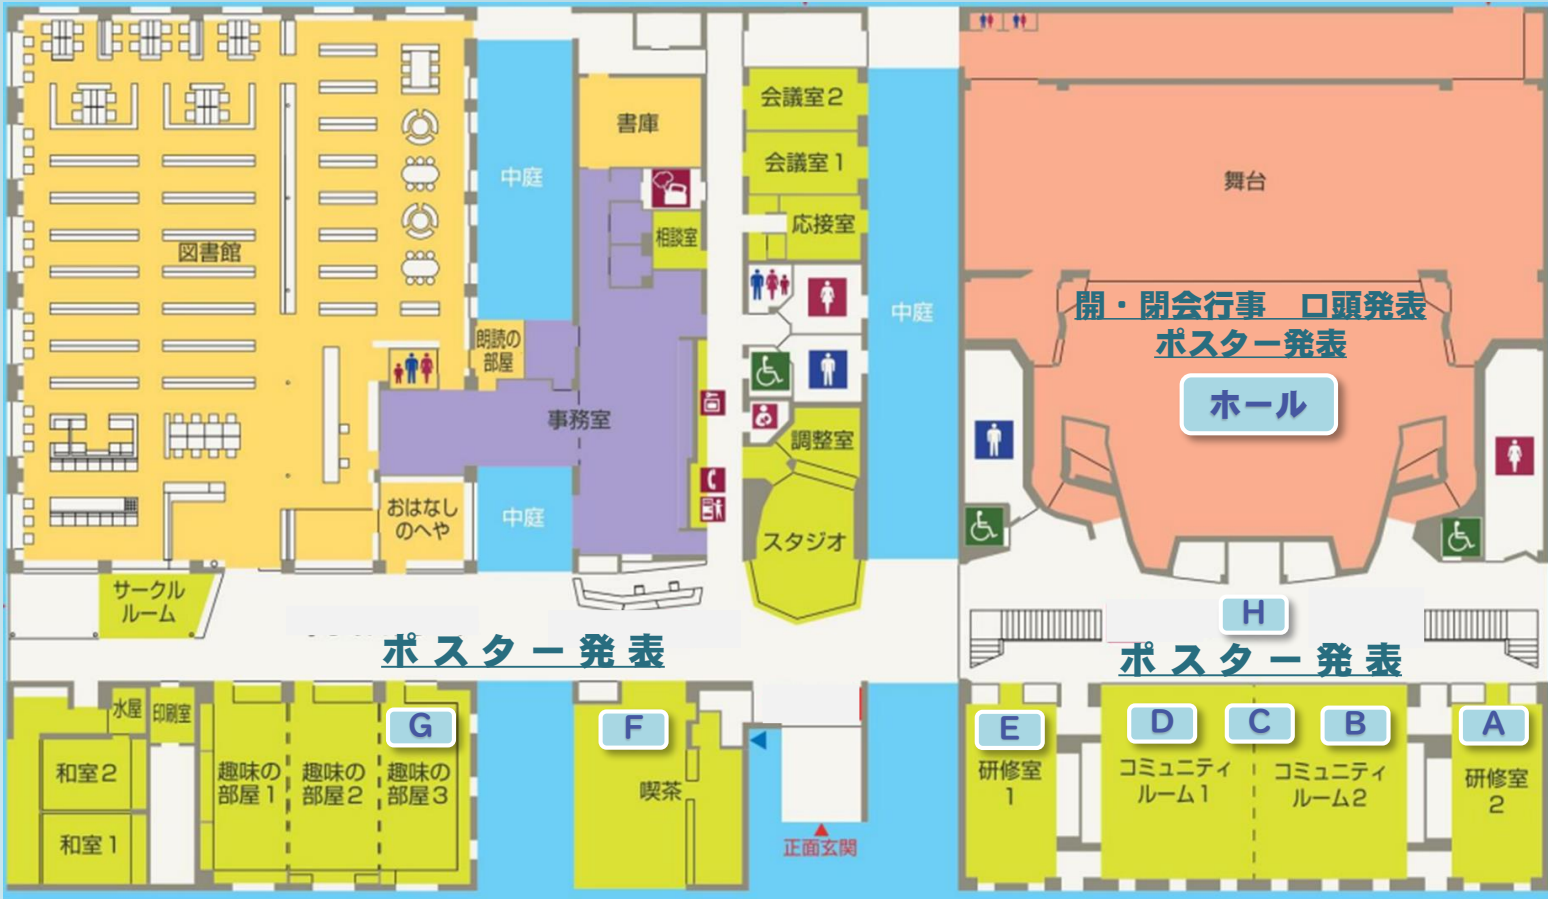 会議室2
書庫
会議室1
中庭
舞台
応接室
相談室
図書館
開・閉会行事　口頭発表
ポスター発表
中庭
朗読の
部屋
ホール
事務室
調整室
おはなし
のへや
中庭
スタジオ
サークル
ルーム
H
ポスター発表
ポスター発表
水屋
印刷室
G
F
E
D
C
B
A
和室2
趣味の
部屋1
趣味の
部屋2
趣味の
部屋3
喫茶
研修室
1
コミュニティ
ルーム1
コミュニティ
ルーム2
研修室
2
和室1
正面玄関